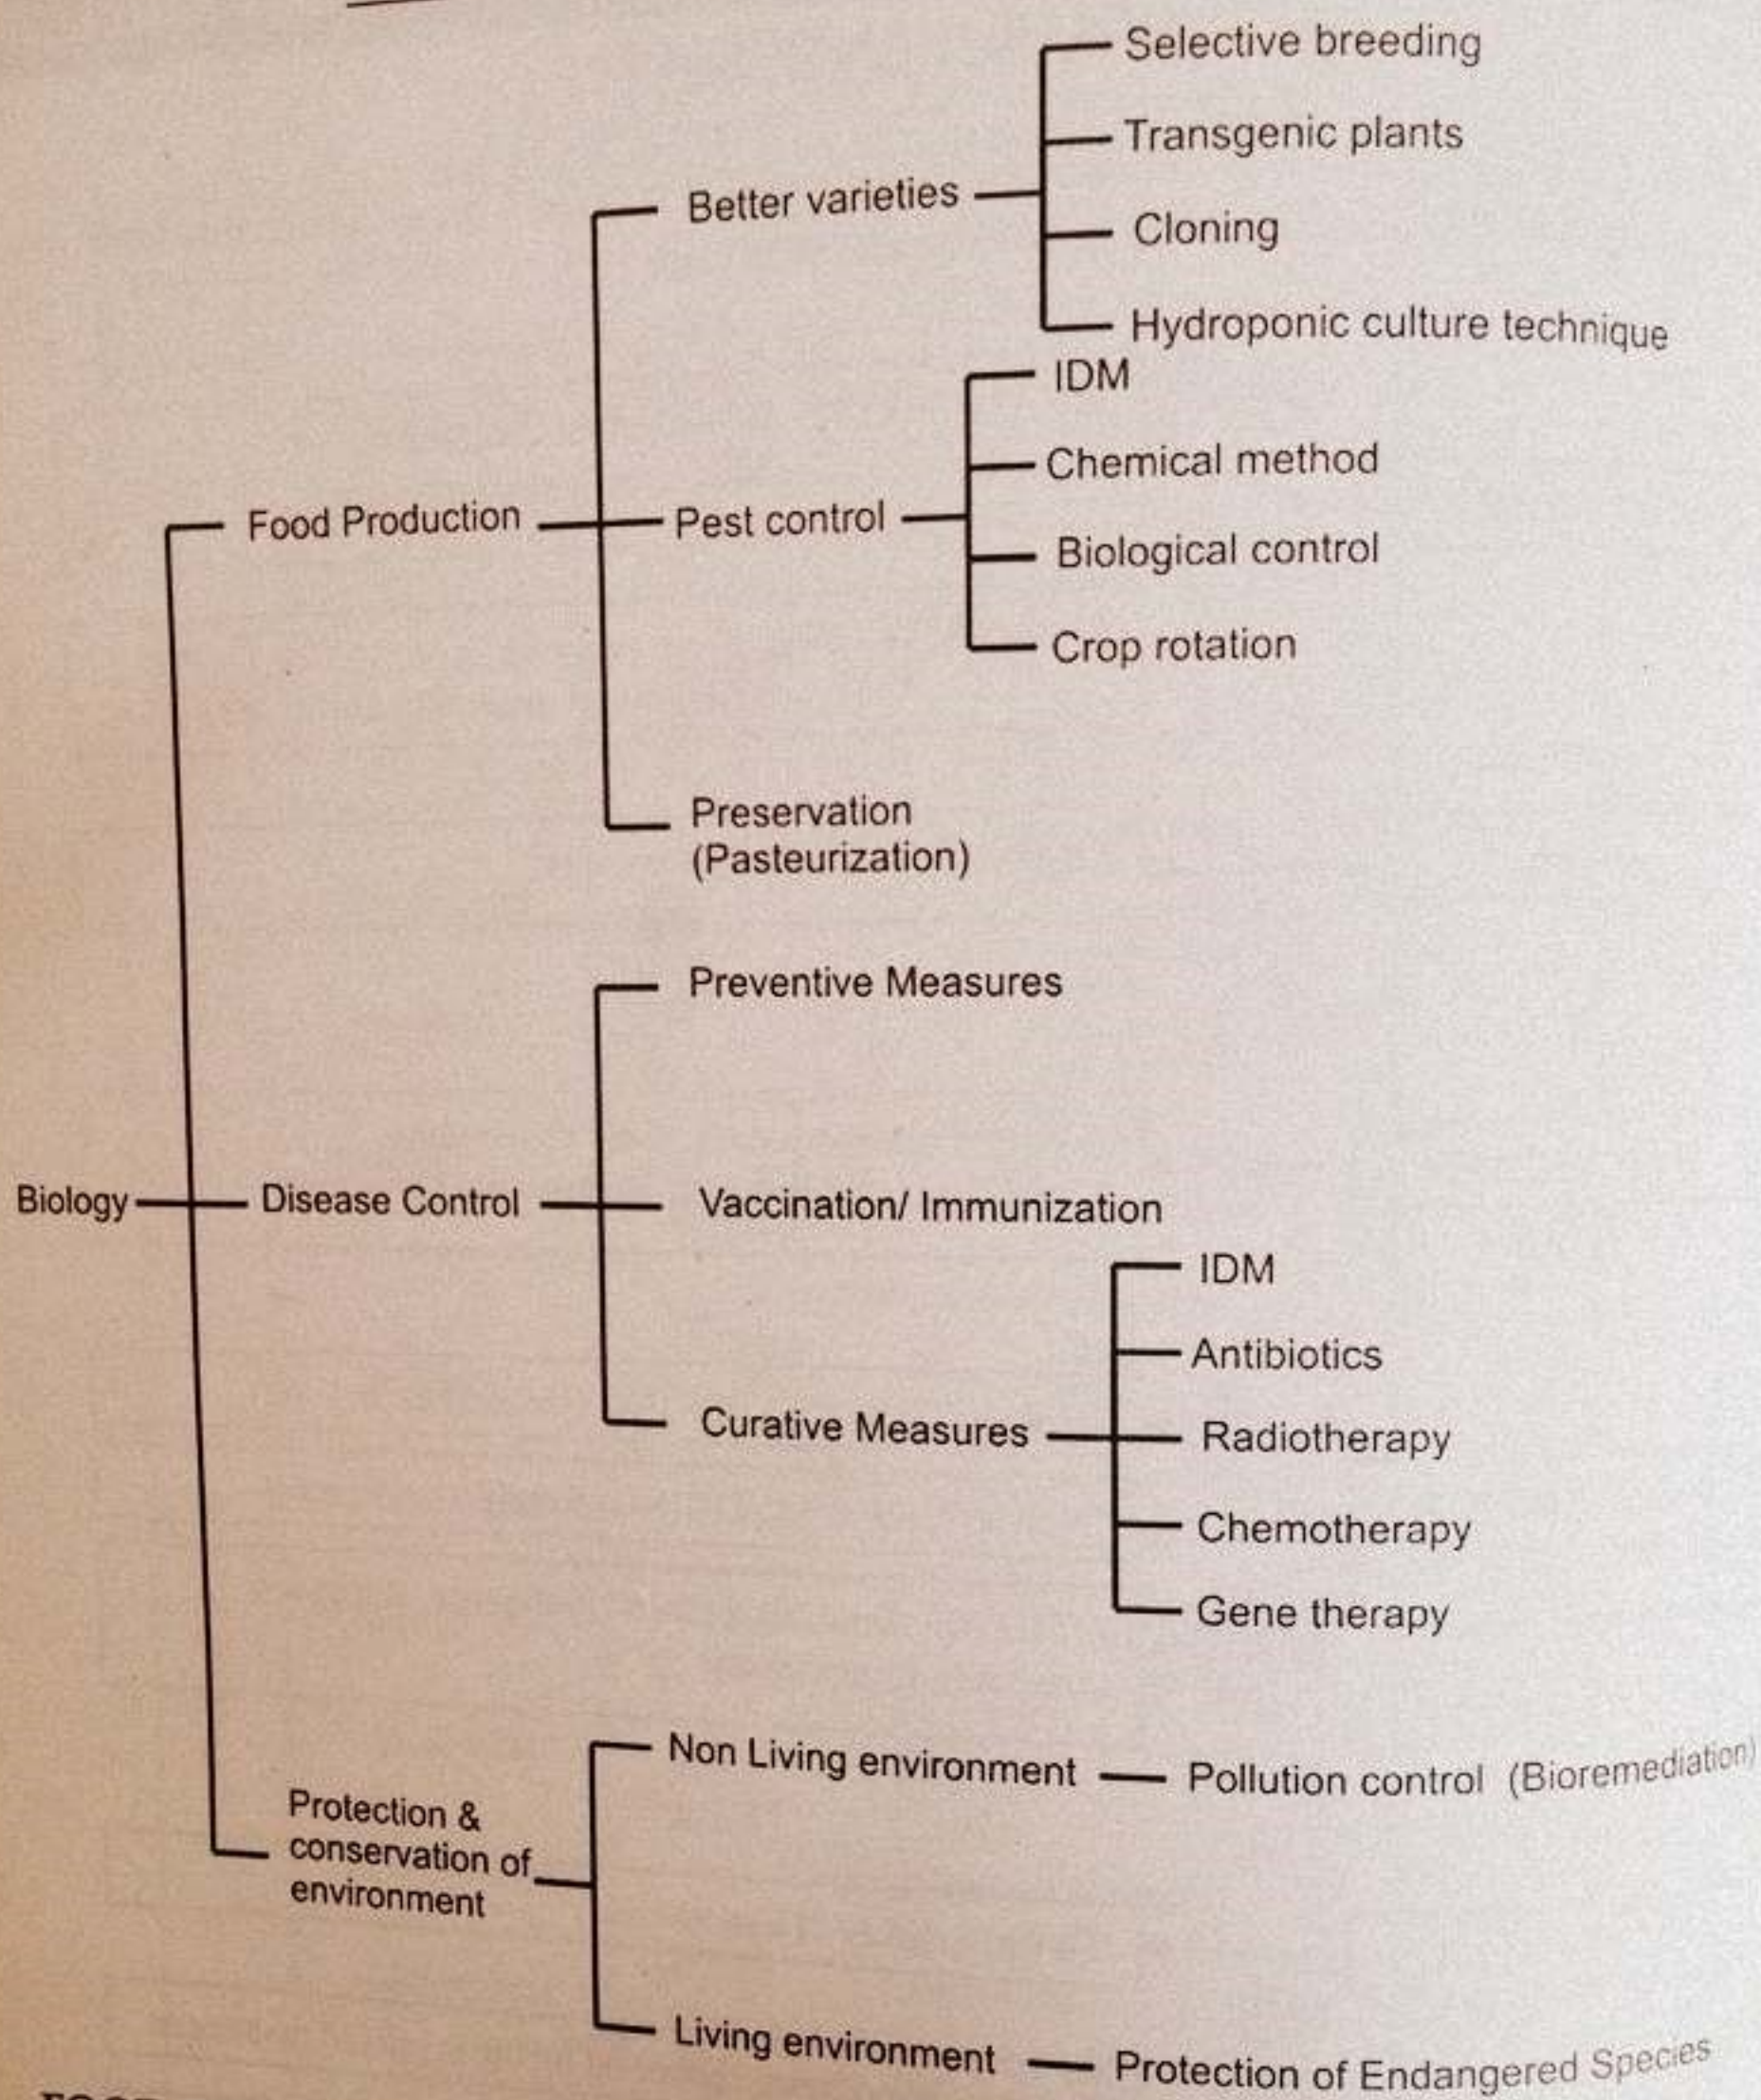 Selective breeding
Transgenic plants
Better varieties
Cloning
Hydroponic culture technique
IDM
Chemical method
Food Production
Pest control
Biological control
Crop rotation
Preservation
(Pasteurization)
Preventive Measures
Biology
Disease Control
Vaccination/ Immunization
IDM
Antibiotics
Curative Measures
Radiotherapy
Chemotherapy
Gene therapy
Non Living environment
Pollution control (Bioremediation)
Protection &
conservation of
environment
Living environment
Protection of Endangered Species